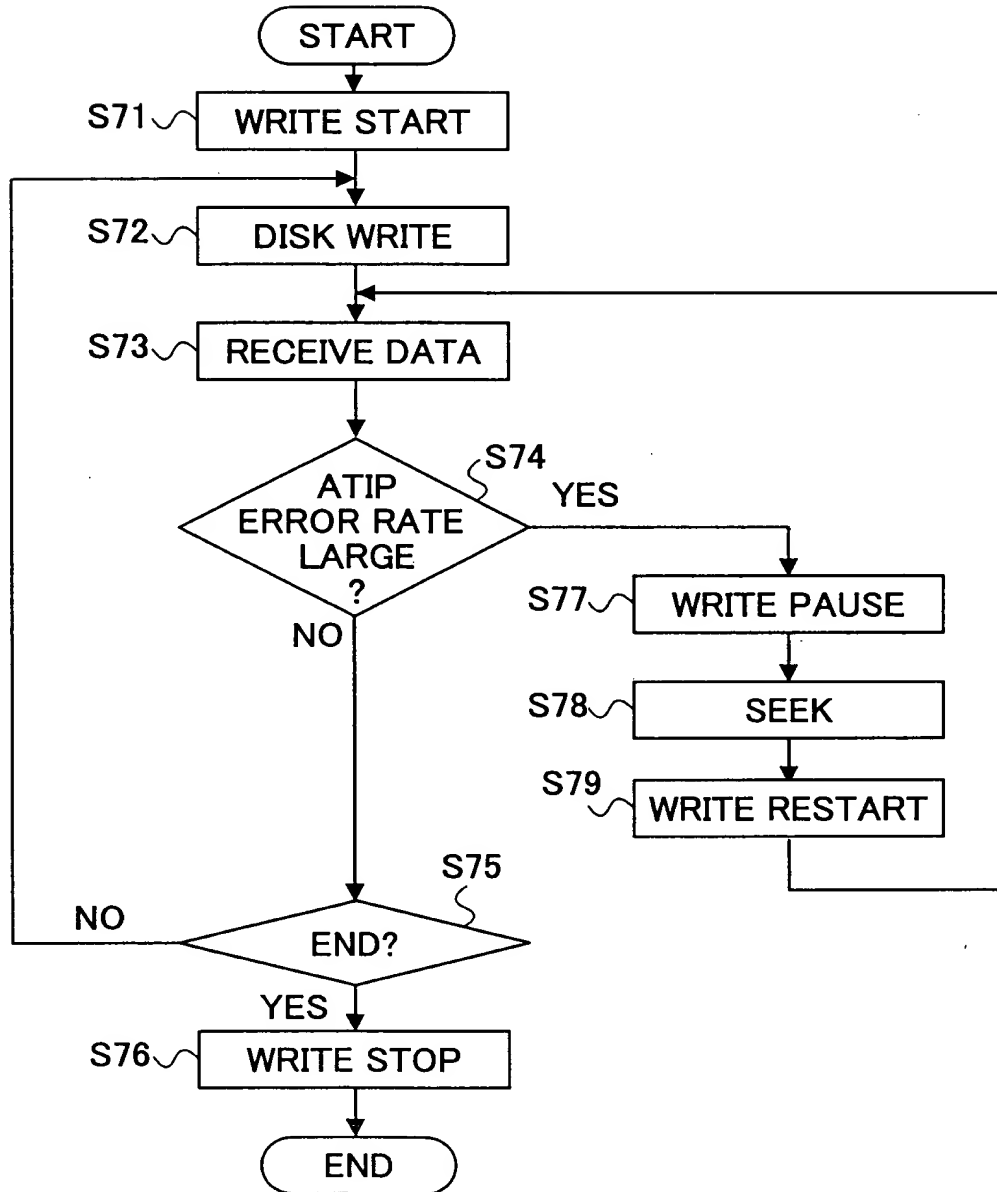 START
S71
WRITE START
S72
DISK WRITE
S73
RECEIVE DATA
S74
ATIP
ERROR RATE
LARGE
?
YES
NO
S77
WRITE PAUSE
S78
SEEK
S79
WRITE RESTART
S75
NO
END?
YES
S76
WRITE STOP
END